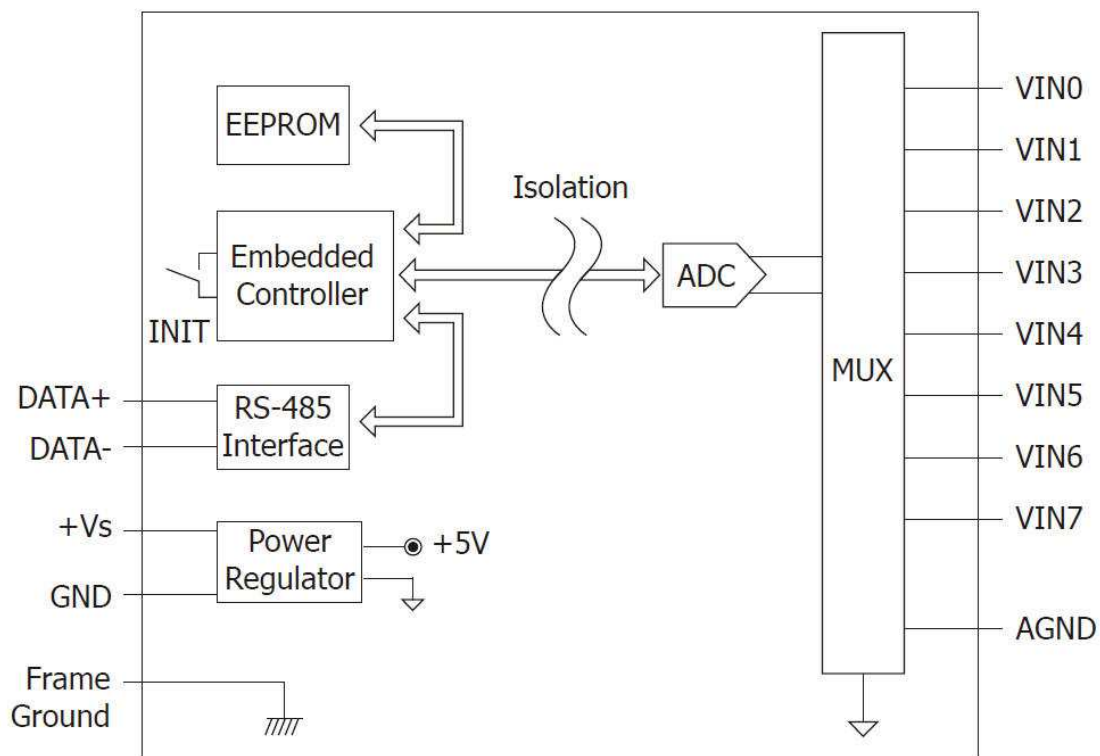 EEPROM
Isolation
Embedded
Controller
INIT
ADC
MUX
RS-485
Interface
DATA+
DATA-
+Vs
GND
Power
Regulator
+5V
Frame
Ground
VIN0
VIN1
VIN2
VIN3
VIN4
VIN5
VIN6
VIN7
AGND